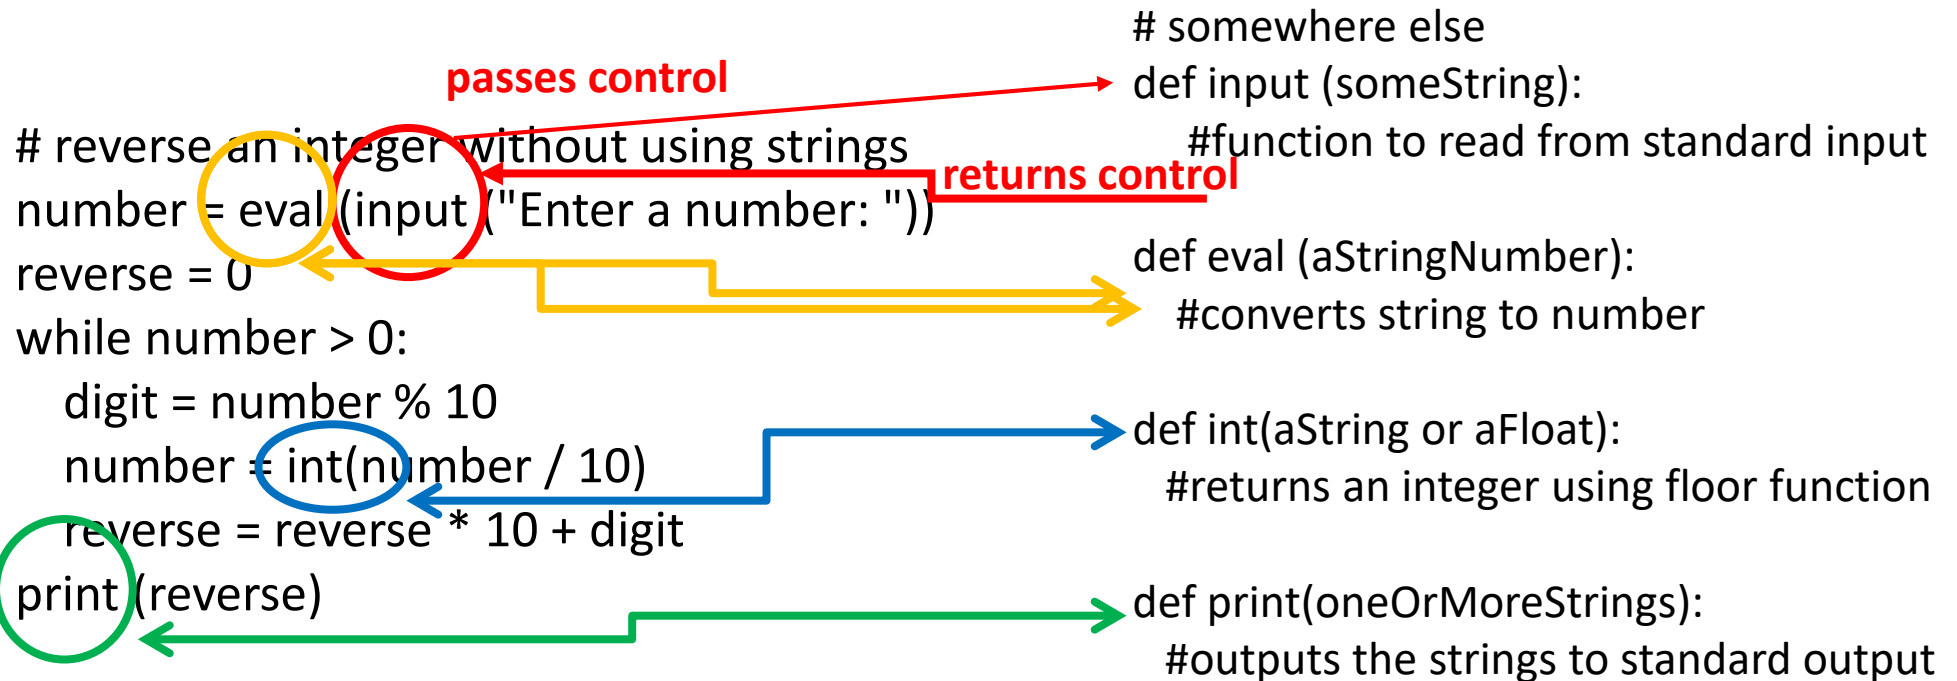 # somewhere else
passes control
def input (someString):
#function to read from standard input
# reverse an integer without using strings
returns control
number = eval (input ("Enter a number: "))
def eval (aStringNumber):
reverse = 0
#converts string to number
while number > 0:
digit = number % 10
def int(aString or aFloat):
number = int(number / 10)
#returns an integer using floor function
reverse = reverse * 10 + digit
print (reverse)
def print(oneOrMoreStrings):
#outputs the strings to standard output